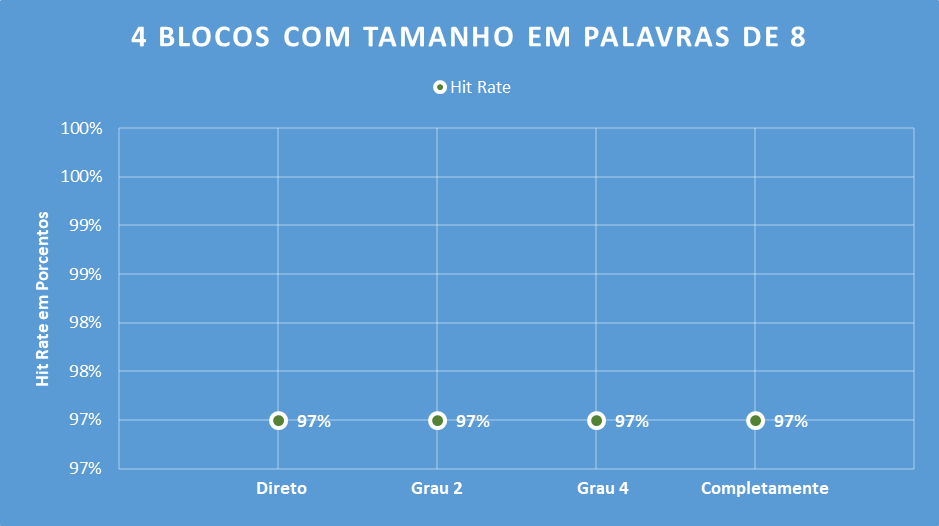 4 BLOCOS COM TAMANHO EM PALAVRAS DE 8
Hit Rate
Hit Rate em Porcentos
100%
100%
99%
99%
98%
98%
97%
97%
97% 97% 97% 97%
Direto Grau 2 Grau 4 Completamente